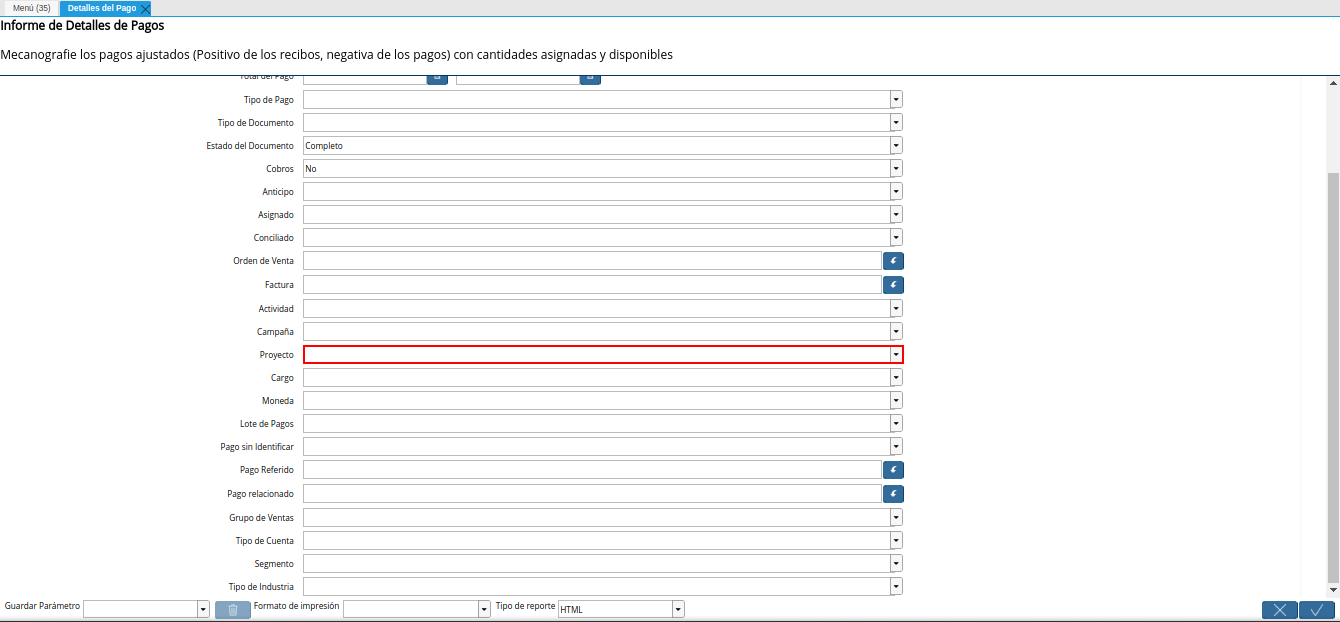 Menú (35)
Detalles del Pago
Informe de Detalles de Pagos
Mecanografie los pagos ajustados (Positivo de los recibos, negativa de los pagos) con cantidades asignadas y disponibles
Total del Pago
Tipo de Pago
Tipo de Documento
Estado del Documento Completo
Cobros No
Anticipo
Asignado
Conciliado
Orden de Venta
Factura
Actividad
Campaña
Proyecto
Cargo
Moneda
Lote de Pagos
Pago sin Identificar
Pago Referido
Pago relacionado
Grupo de Ventas
Tipo de Cuenta
Segmento
Tipo de Industria
Guardar Parámetro Formato de impresión Tipo de reporte HTML